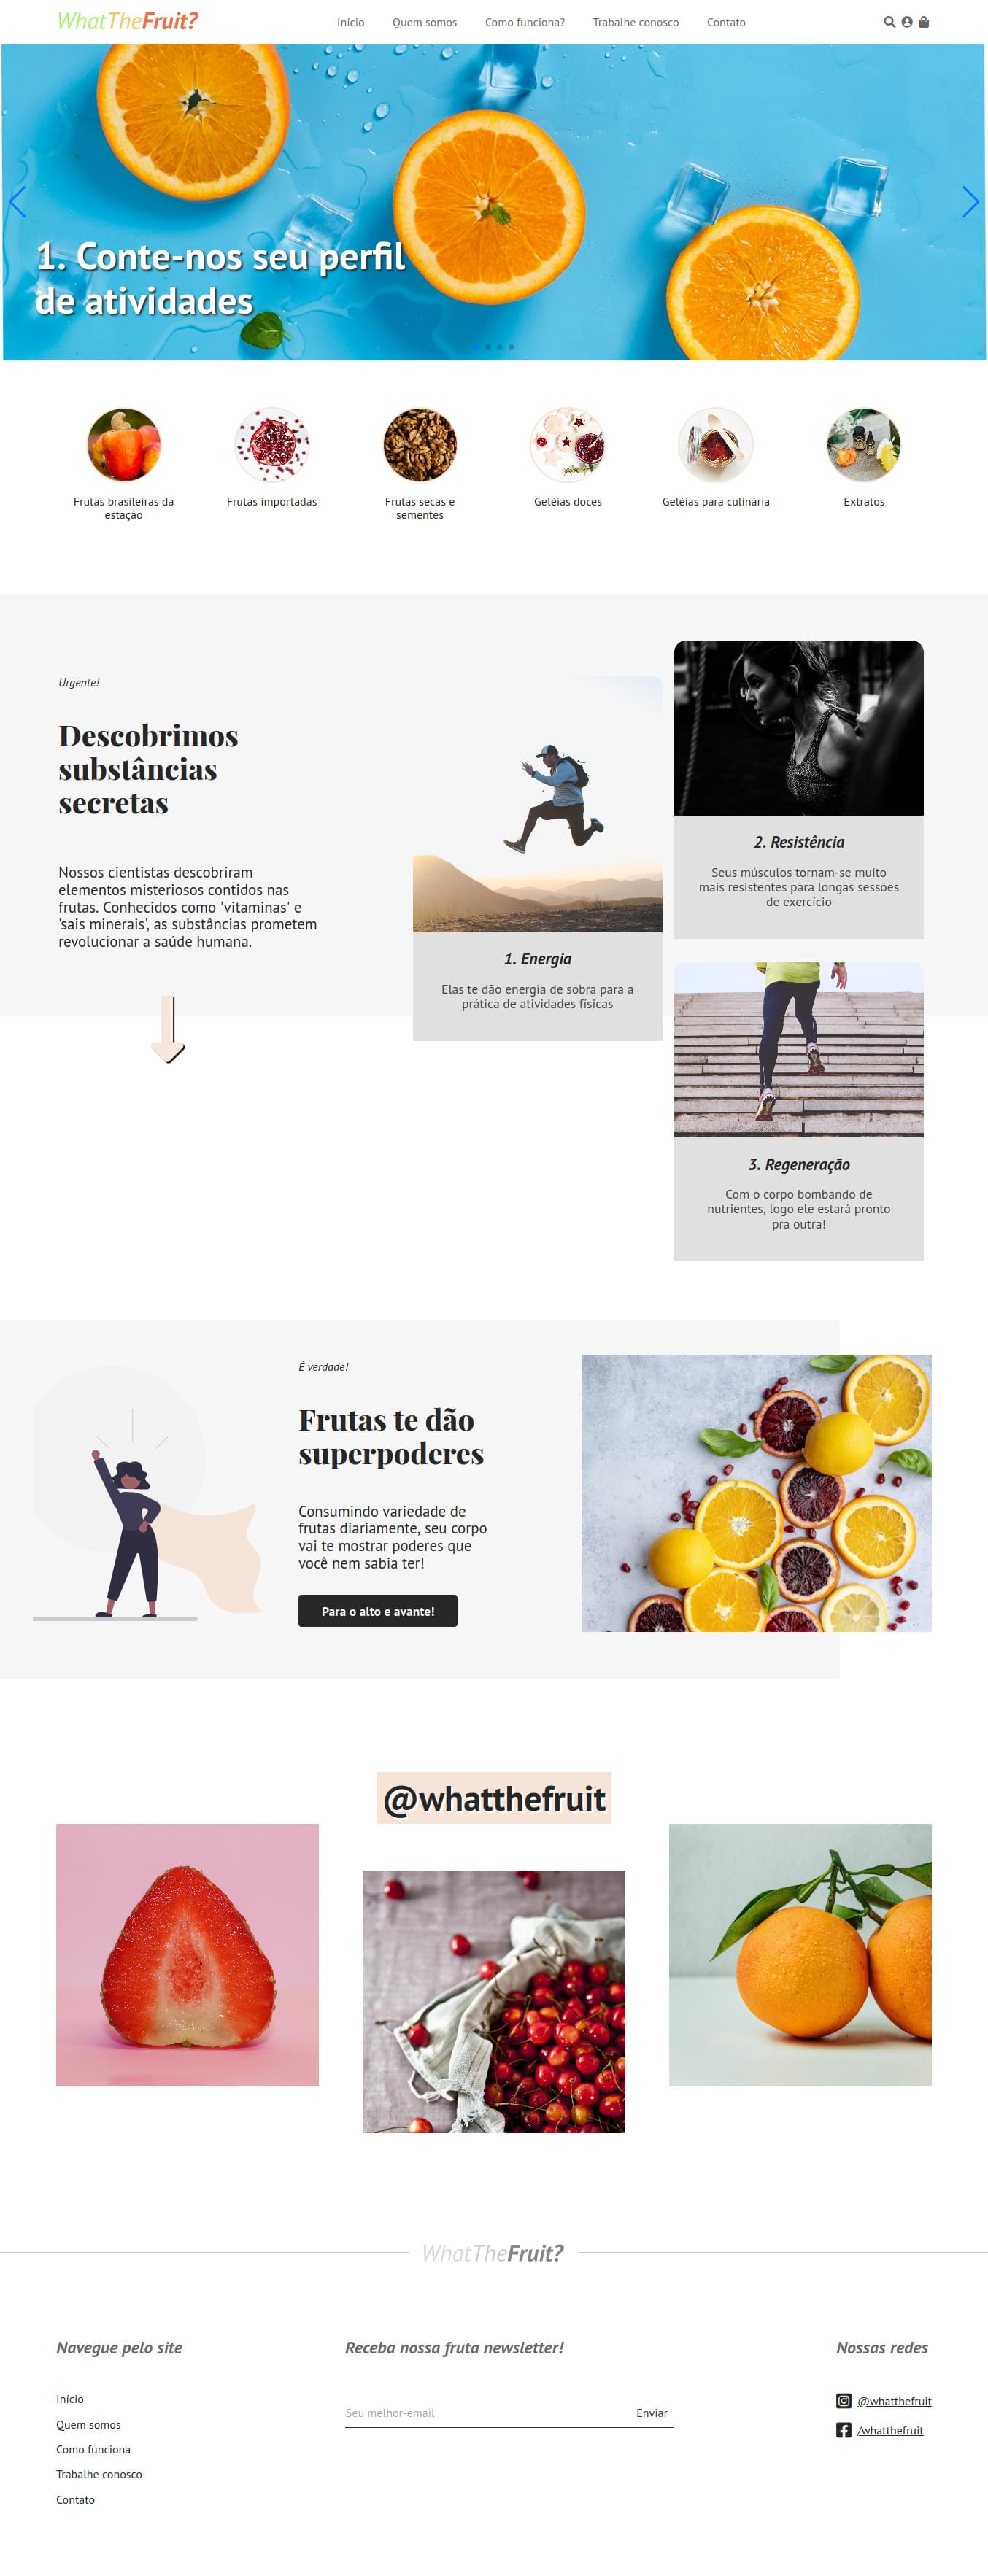 WhatTheFruit?
Início
Quem somos
Como funciona?
Trabalhe conosco
Contato
1. Conte-nos seu perfil
de atividades
Frutas brasileiras da
estação
Frutas importadas
Frutas secas e
sementes
Geléias doces
Geléias para culinária
Extratos
Urgente!
Descobrimos
substâncias
secretas
Nossos cientistas descobriram
elementos misteriosos contidos nas
frutas. Conhecidos como 'vitaminas' e
'sais minerais', as substâncias prometem
revolucionar a saúde humana.
1. Energia
Elas te dão energia de sobra para a
prática de atividades físicas
2. Resistência
Seus músculos tornam-se muito
mais resistentes para longas sessões
de exercício
3. Regeneração
Com o corpo bombando de
nutrientes, logo ele estará pronto
pra outra!
É verdade!
Frutas te dão
superpoderes
Consumindo variedade de
frutas diariamente, seu corpo
vai te mostrar poderes que
você nem sabia ter!
Para o alto e avante!
@whatthefruit
WhatTheFruit?
Navegue pelo site
Início
Quem somos
Como funciona
Trabalhe conosco
Contato
Receba nossa fruta newsletter!
Seu melhor-email
Enviar
Nossas redes
@whatthefruit
/whatthefruit